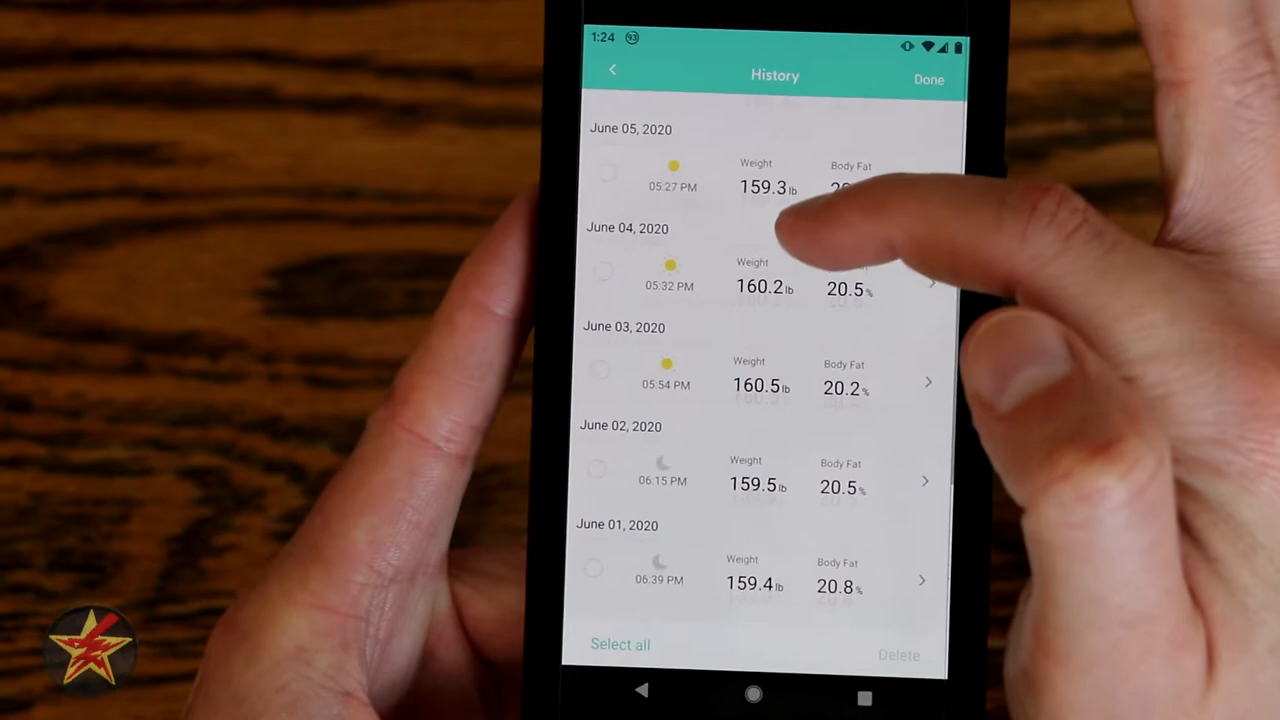 1:24 93
History Done
June 05, 2020
Weight Body Fat
05:27 PM 159.3 lb
June 04, 2020
Weight
05:32 PM 160.2 lb 20.5 %
June 03, 2020
Weight Body Fat
05:54 PM 160.5 lb 20.2 %
June 02, 2020
Weight Body Fat
06:15 PM 159.5 lb 20.5 %
June 01, 2020
Weight Body Fat
06:39 PM 159.4 lb 20.8 %
Select all Delete